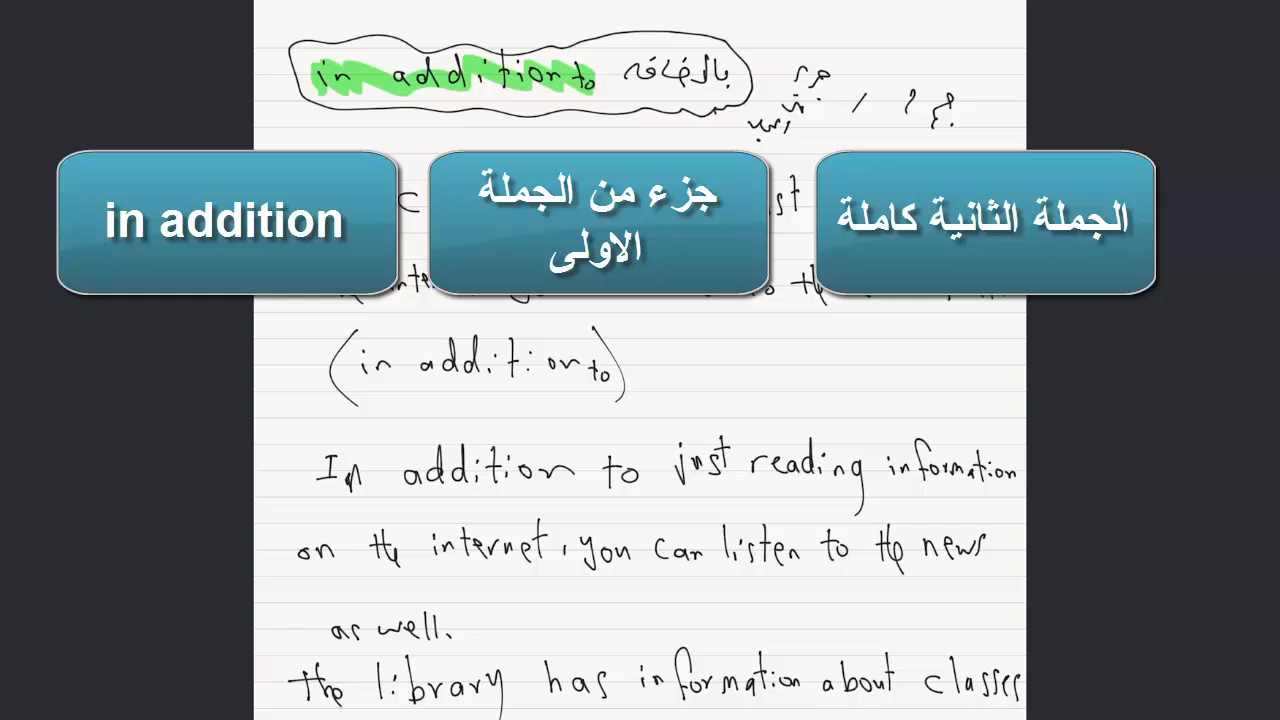 in addition to بالاضافه
in addition
جزء من الجملة
الاولى
الجملة الثانية كاملة
(in addition to)
In addition to just reading information
on the internet, you can listen to the news
as well.
the library has information about classes